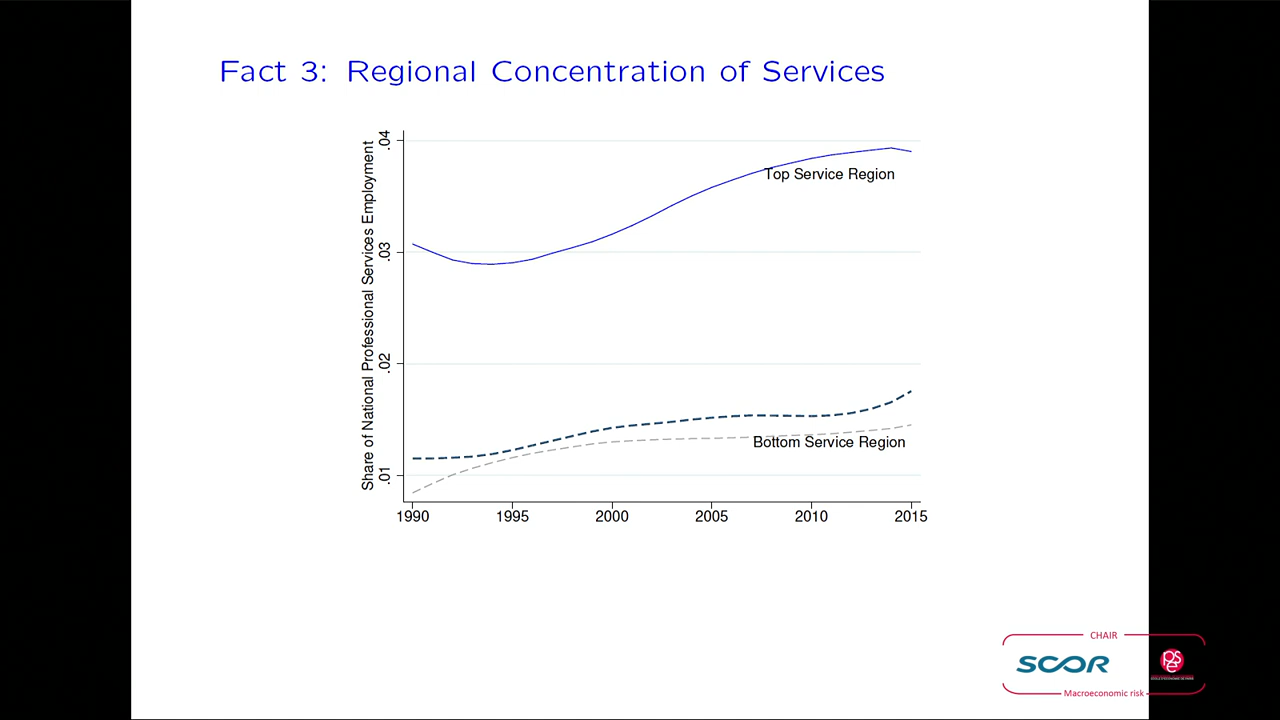 Fact 3: Regional Concentration of Services
Share of National Professional Services Employment
.04
.03
.02
.01
Top Service Region
Bottom Service Region
1990 1995 2000 2005 2010 2015
CHAIR
SCOR
pse
Macroeconomic risk